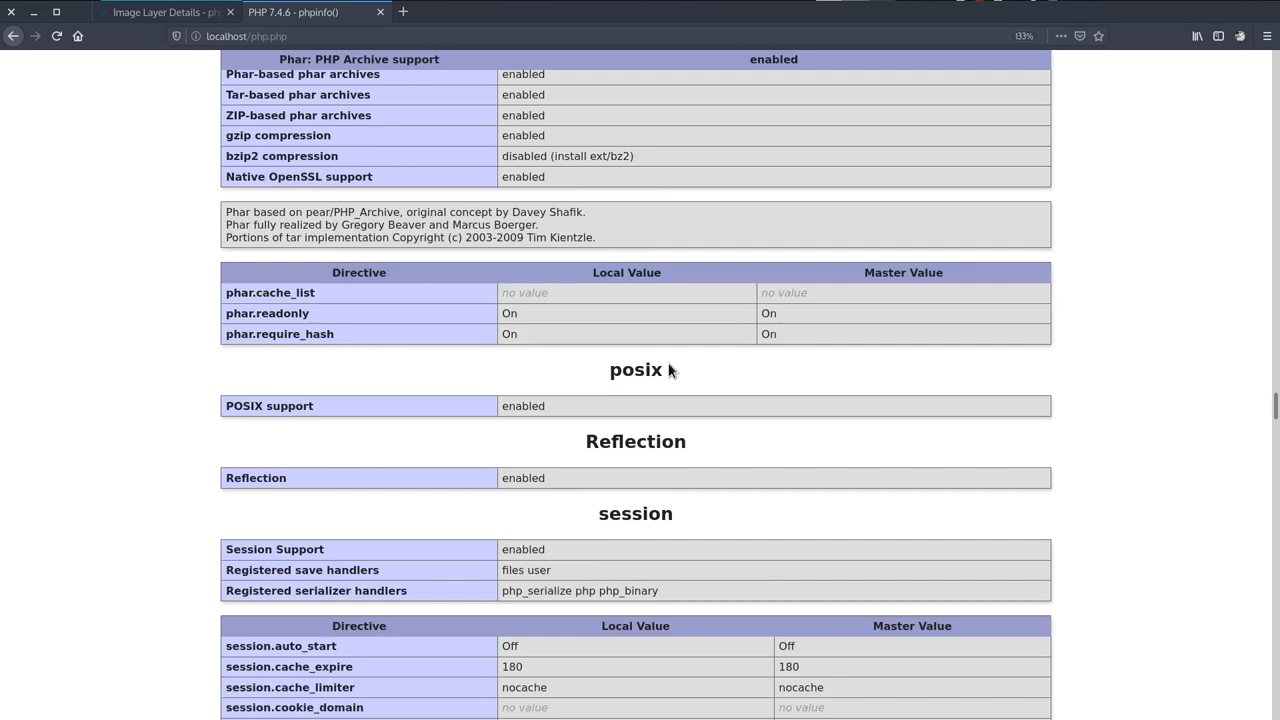 Image Layer Details - ph
PHP 7.4.6 - phpinfo()
localhost/php.php
133%
Phar: PHP Archive support enabled
Phar-based phar archives enabled
Tar-based phar archives enabled
ZIP-based phar archives enabled
gzip compression enabled
bzip2 compression disabled (install ext/bz2)
Native OpenSSL support enabled
Phar based on pear/PHP_Archive, original concept by Davey Shafik.
Phar fully realized by Gregory Beaver and Marcus Boerger.
Portions of tar implementation Copyright (c) 2003-2009 Tim Kientzle.
Directive Local Value Master Value
phar.cache_list no value no value
phar.readonly On On
phar.require_hash On On
posix
POSIX support enabled
Reflection
Reflection enabled
session
Session Support enabled
Registered save handlers files user
Registered serializer handlers php_serialize php php_binary
Directive Local Value Master Value
session.auto_start Off Off
session.cache_expire 180 180
session.cache_limiter nocache nocache
session.cookie_domain no value no value